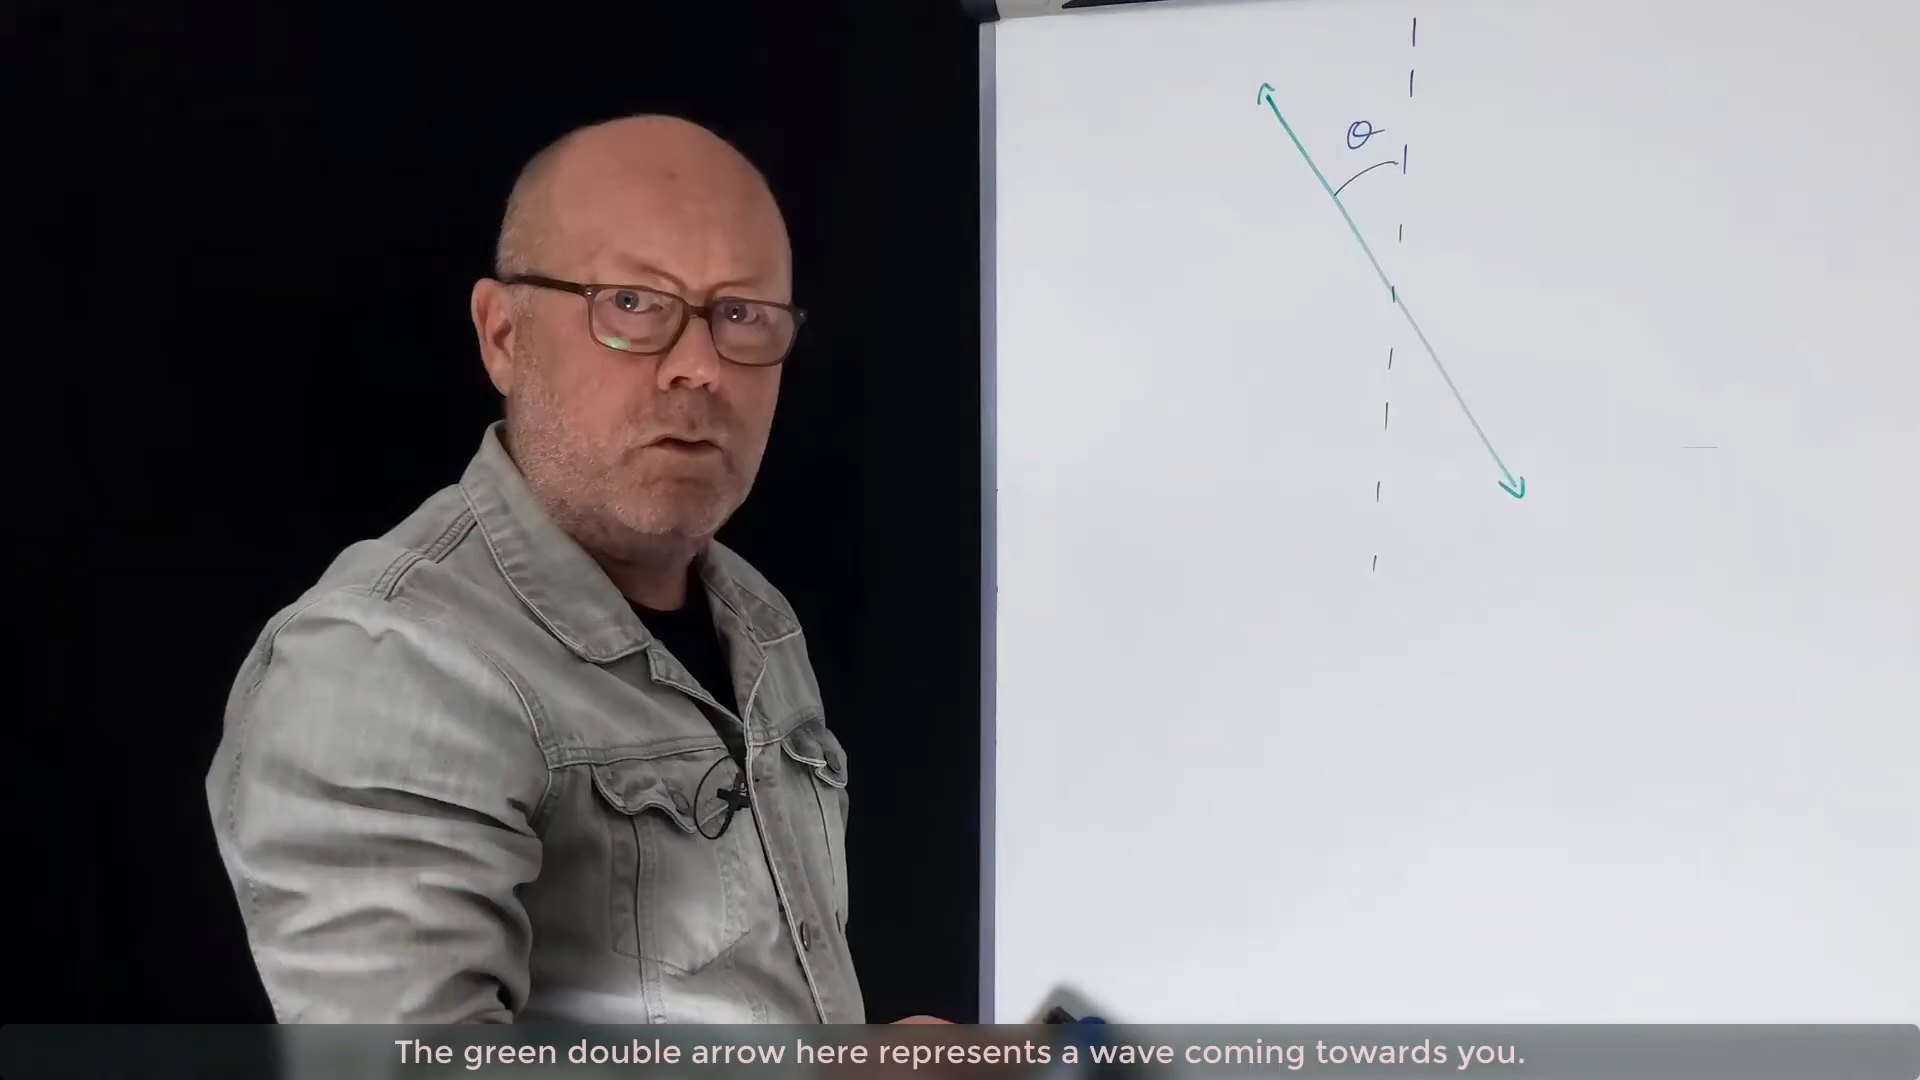 θ
The green double arrow here represents a wave coming towards you.